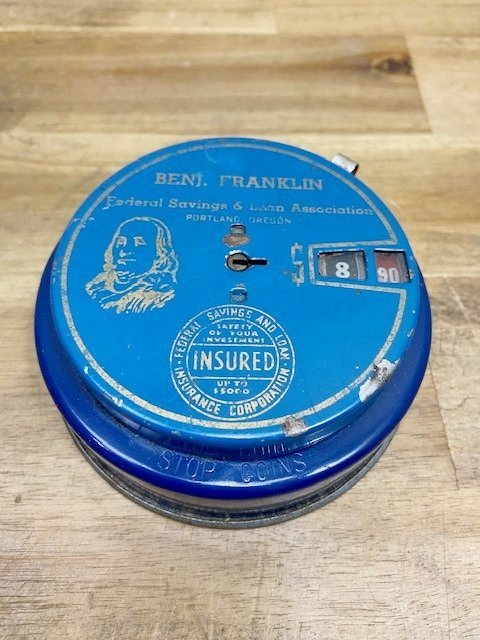 BENJ. FRANKLIN
Federal Savings & Loan Association
PORTLAND, OREGON
$ 8 90
FEDERAL SAVINGS AND LOAN
SAFETY
OF YOUR
INVESTMENT
INSURED
UP TO
$5000
INSURANCE CORPORATION
STOP COINS